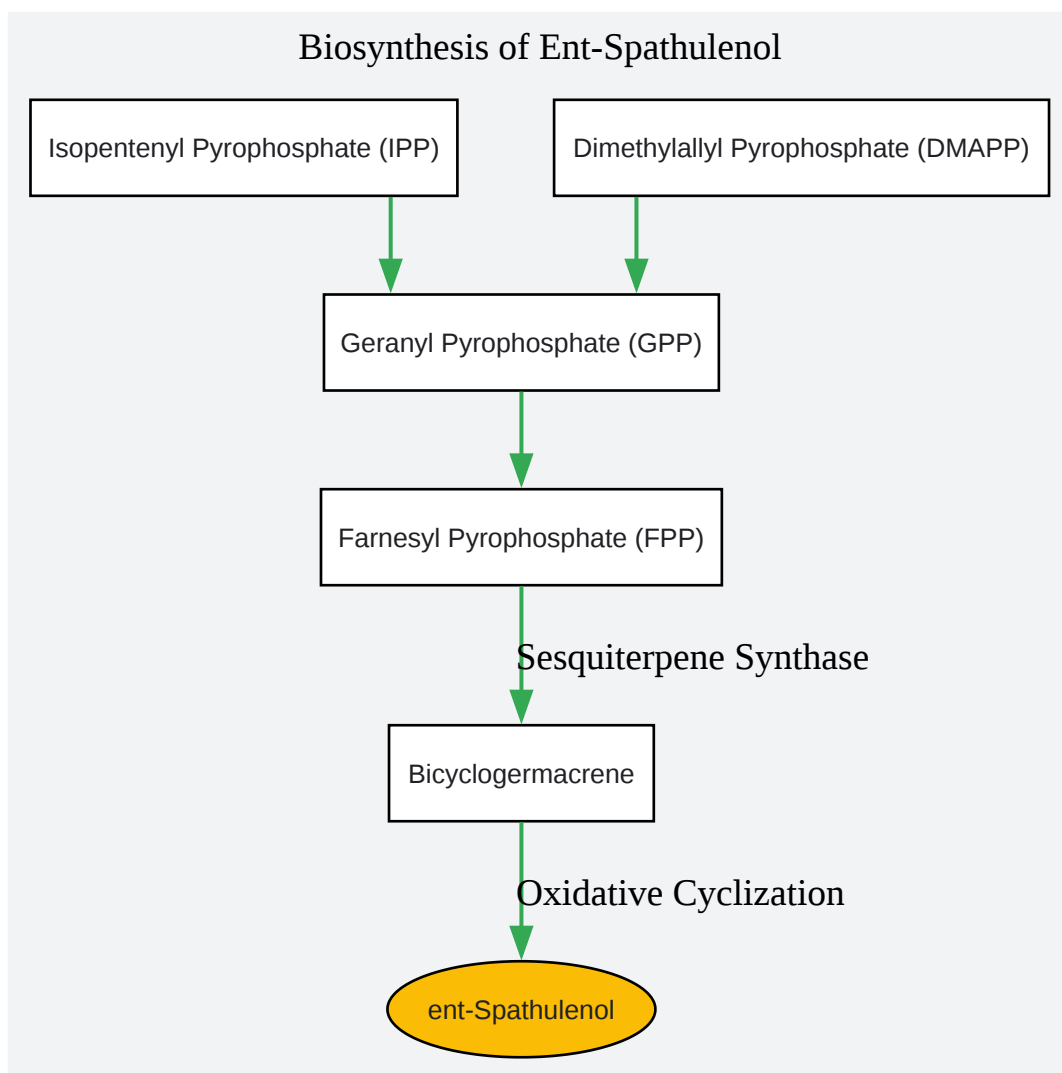 Biosynthesis of Ent-Spathulenol
Isopentenyl Pyrophosphate (IPP)
Dimethylallyl Pyrophosphate (DMAPP)
Geranyl Pyrophosphate (GPP)
Farnesyl Pyrophosphate (FPP)
Sesquiterpene Synthase
Bicyclogermacrene
Oxidative Cyclization
ent-Spathulenol